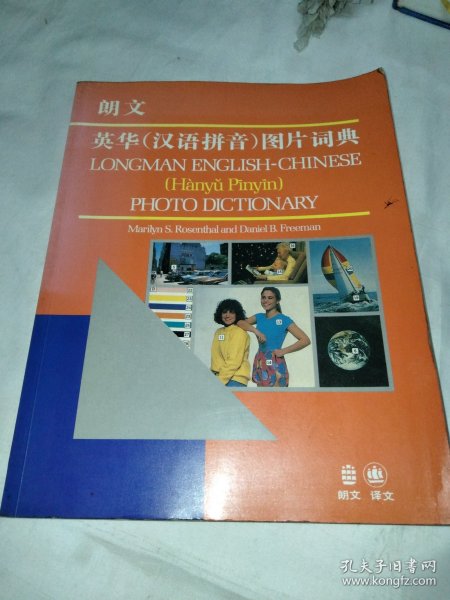 朗文
英华(汉语拼音)图片词典
LONGMAN ENGLISH-CHINESE
(Hànyǔ Pīnyīn)
PHOTO DICTIONARY
Marilyn S. Rosenthal and Daniel B. Freeman
朗文 译文
孔夫子旧书网
www.kongfz.com